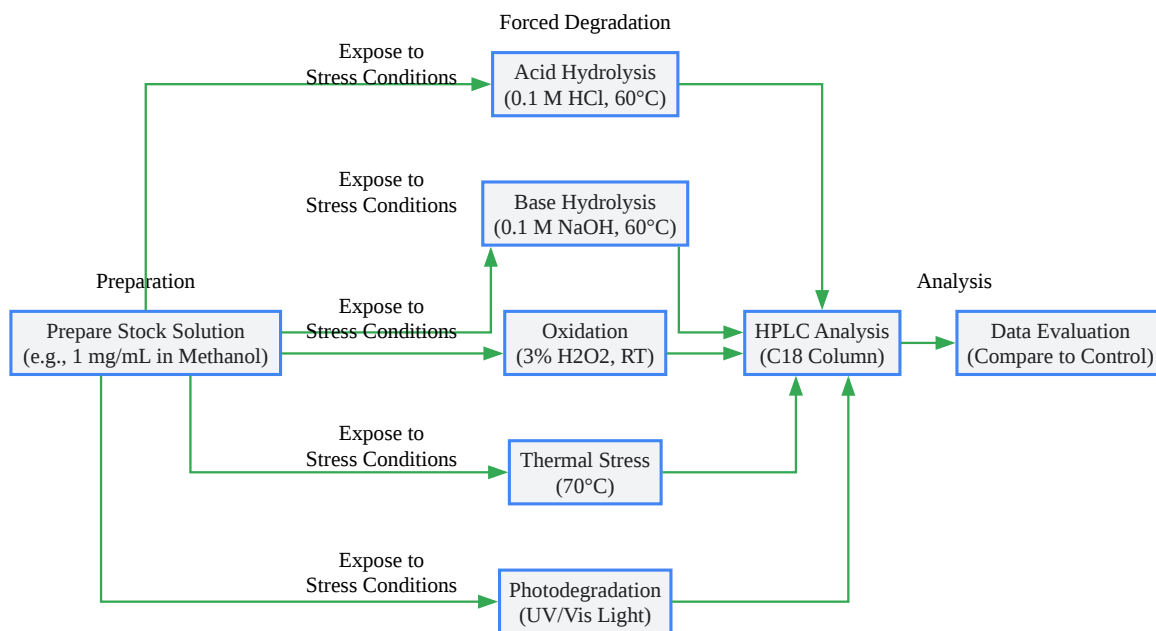 Forced Degradation
Expose to
Stress Conditions
Acid Hydrolysis
(0.1 M HCl, 60°C)
Expose to
Stress Conditions
Base Hydrolysis
(0.1 M NaOH, 60°C)
Preparation
Analysis
Expose to
Stress Conditions
Prepare Stock Solution
(e.g., 1 mg/mL in Methanol)
Oxidation
(3% H2O2, RT)
HPLC Analysis
(C18 Column)
Data Evaluation
(Compare to Control)
Expose to
Stress Conditions
Thermal Stress
(70°C)
Expose to
Stress Conditions
Photodegradation
(UV/Vis Light)